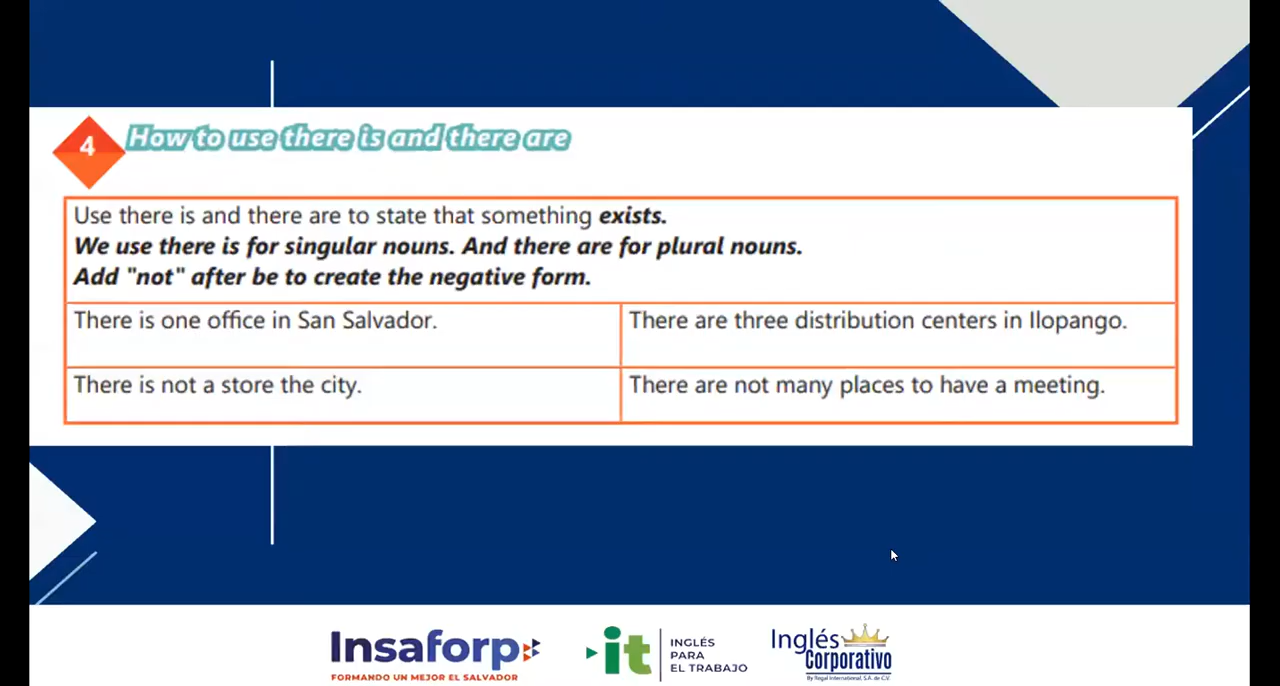 4
How to use there is and there are
Use there is and there are to state that something exists.
We use there is for singular nouns. And there are for plural nouns.
Add "not" after be to create the negative form.
There is one office in San Salvador.
There are three distribution centers in Ilopango.
There is not a store the city.
There are not many places to have a meeting.
Insaforp
FORMANDO UN MEJOR EL SALVADOR
it
INGLÉS
PARA
EL TRABAJO
Inglés
Corporativo
By Regal International, S.A. de C.V.